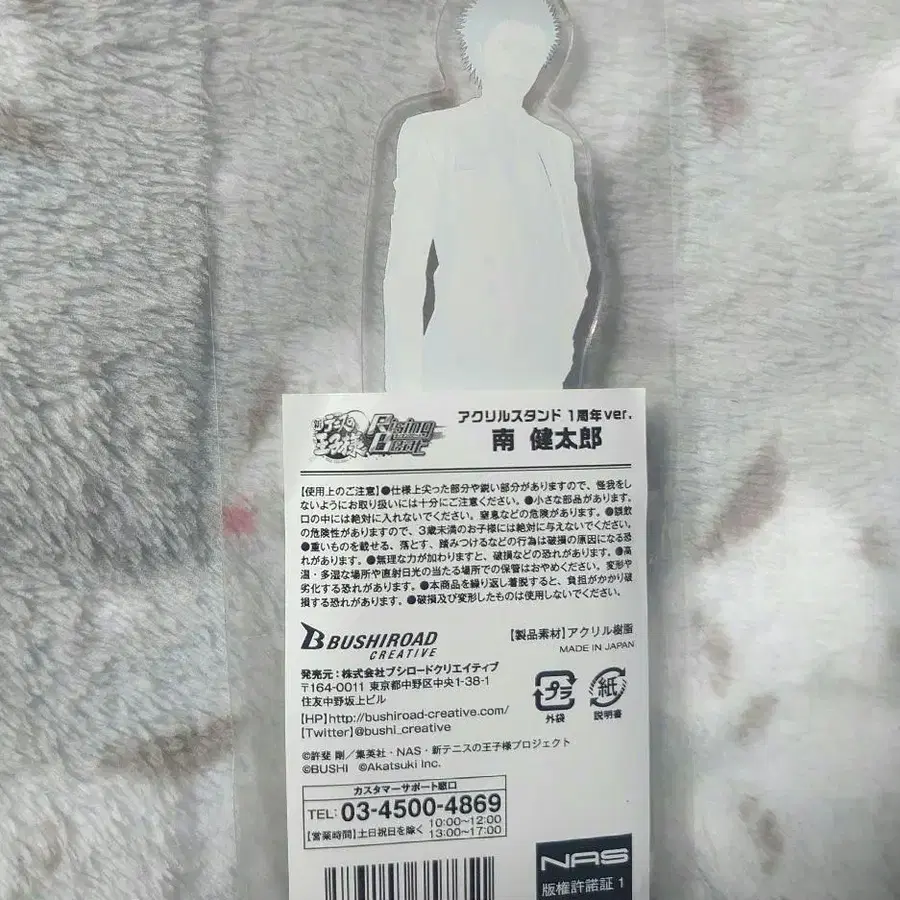 新テニスの王子様 Rising Beat
アクリルスタンド 1周年ver.
南 健太郎
【使用上のご注意】●仕様上尖った部分や鋭い部分がありますので、怪我をし
ないようにお取り扱いには十分にご注意ください。●小さな部品があります。
口の中には絶対に入れないでください。窒息などの危険があります。●誤飲
の危険性がありますので、3歳未満のお子様には絶対に与えないでください。
●重いものを載せる、落とす、踏みつけるなどの行為は破損の原因になる恐
れがあります。●無理な力が加わりますと、破損などの恐れがあります。●高
温・多湿な場所や直射日光の当たる場所での保管はおやめください。変形や
劣化する恐れがあります。●本商品を繰り返し着脱すると、負担がかかり破
損する恐れがあります。●破損及び変形したものは使用しないでください。
BUSHIROAD
CREATIVE
【製品素材】アクリル樹脂
MADE IN JAPAN
発売元：株式会社ブシロードクリエイティブ
〒164-0011 東京都中野区中央1-38-1
住友中野坂上ビル
【HP】http://bushiroad-creative.com/
【Twitter】@bushi_creative
プラ
外袋
紙
説明書
©許斐 剛／集英社・NAS・新テニスの王子様プロジェクト
©BUSHI ©Akatsuki Inc.
カスタマーサポート窓口
TEL: 03-4500-4869
【営業時間】土日祝日を除く 10:00~12:00
13:00~17:00
NAS
版権許諾証 1